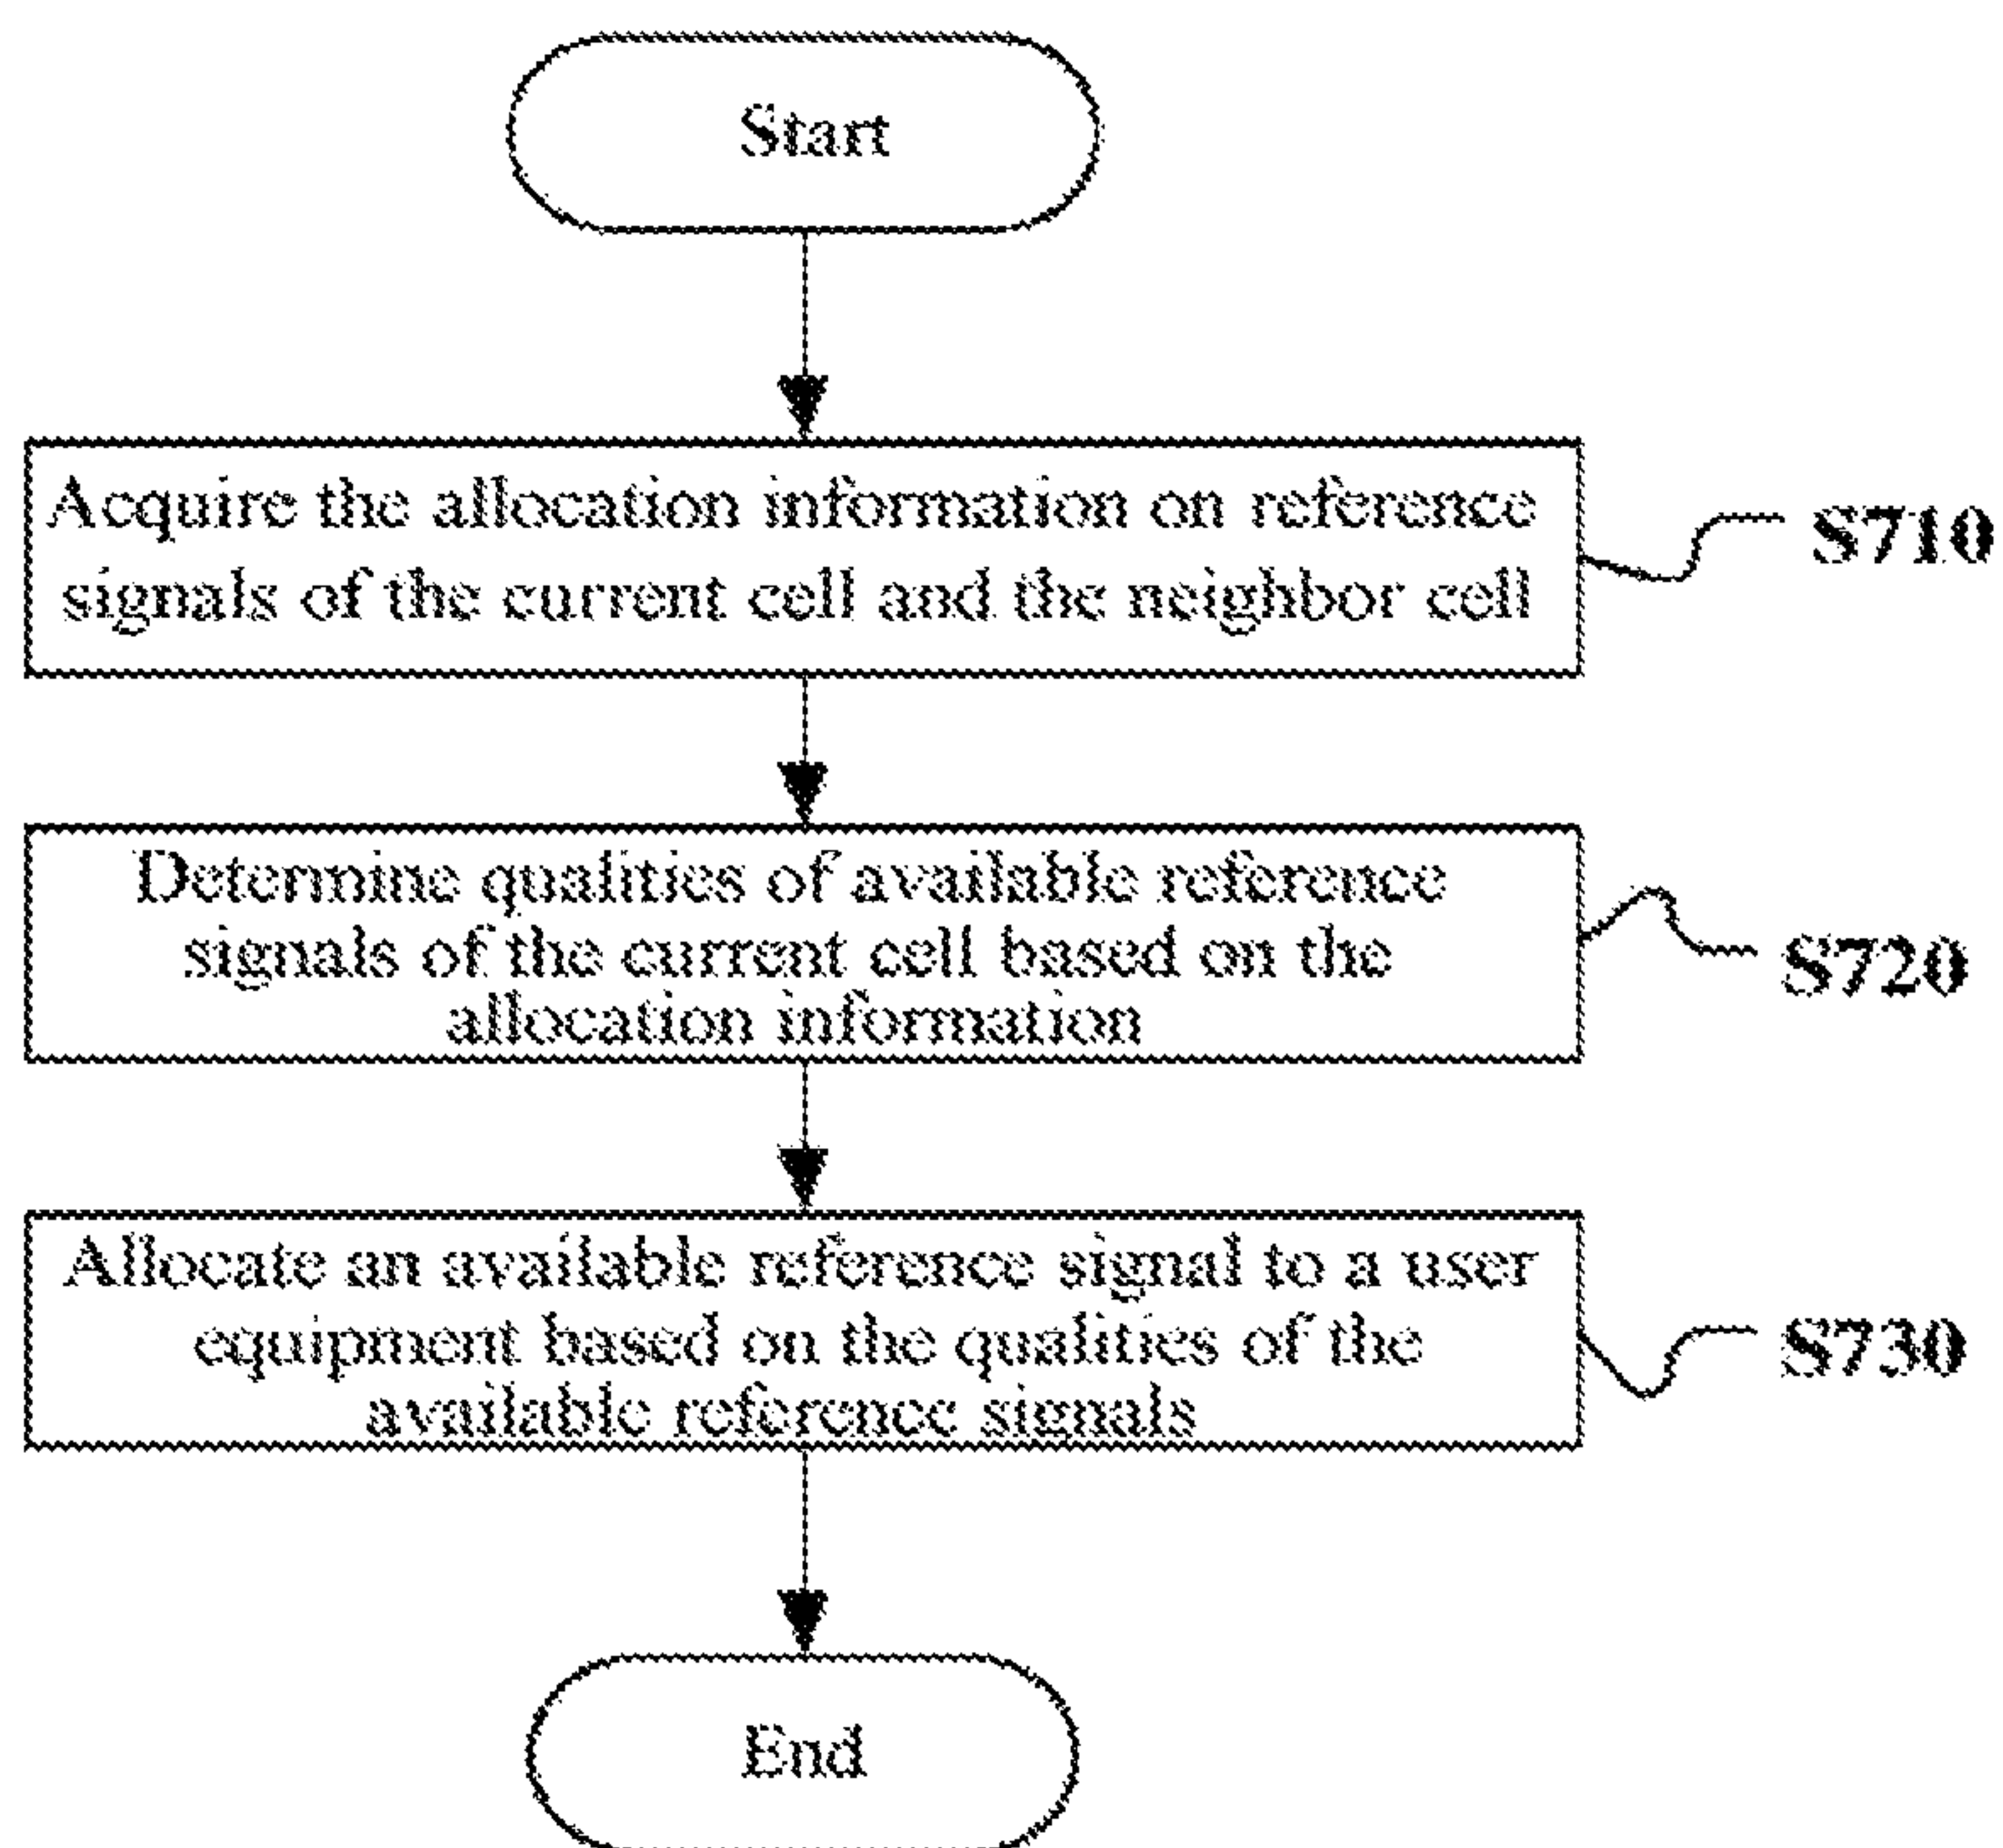 Start
Acquire the allocation information on reference
signals of the current cell and the neighbor cell
S710
Determine qualities of available reference
signals of the current cell based on the
allocation information
S720
Allocate an available reference signal to a user
equipment based on the qualities of the
available reference signals
S730
End